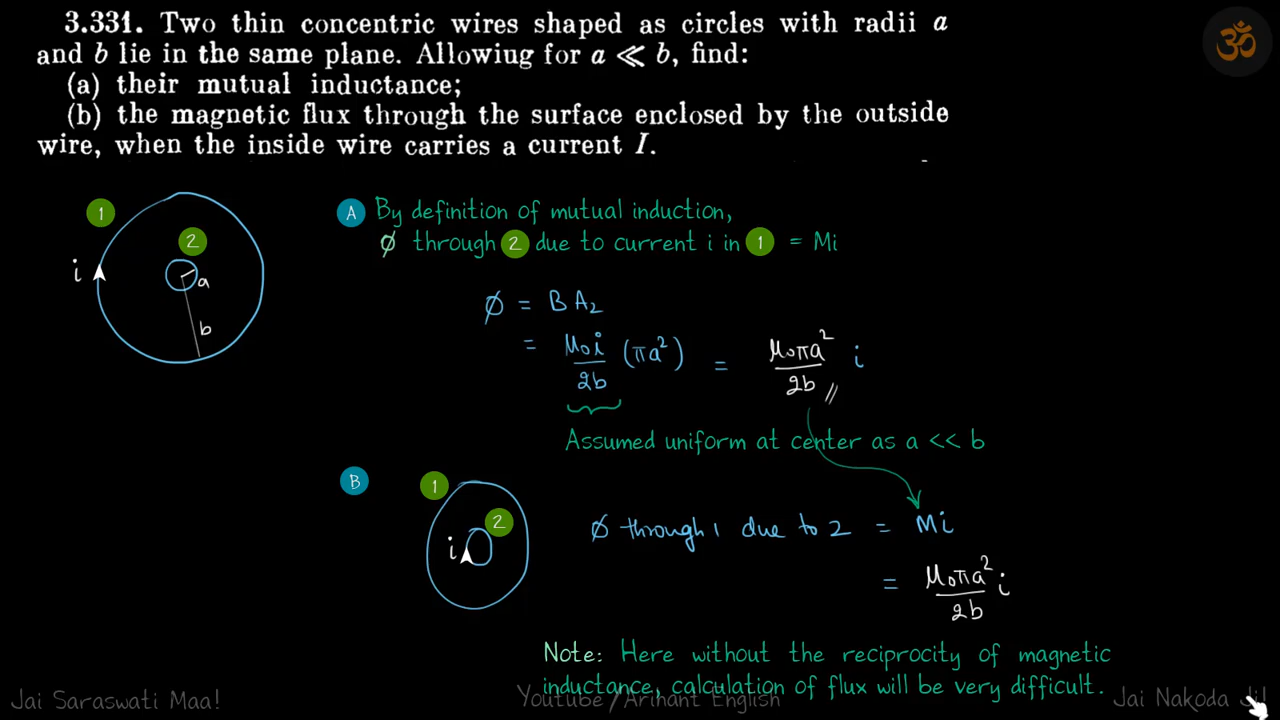 3.331. Two thin concentric wires shaped as circles with radii a
and b lie in the same plane. Allowiug for a ≪ b, find:
(a) their mutual inductance;
(b) the magnetic flux through the surface enclosed by the outside
wire, when the inside wire carries a current I.
ॐ
1
2
i
a
b
A By definition of mutual induction,
ϕ through 2 due to current i in 1 = Mi
ϕ = BA₂
= μ₀i/2b (πa²) = μ₀πa²/2b i
Assumed uniform at center as a << b
B
1
2
i
ϕ through 1 due to 2 = Mi
= μ₀πa²/2b i
Note: Here without the reciprocity of magnetic
inductance, calculation of flux will be very difficult.
Jai Saraswati Maa! Youtube/Arihant English Jai Nakoda Ji!